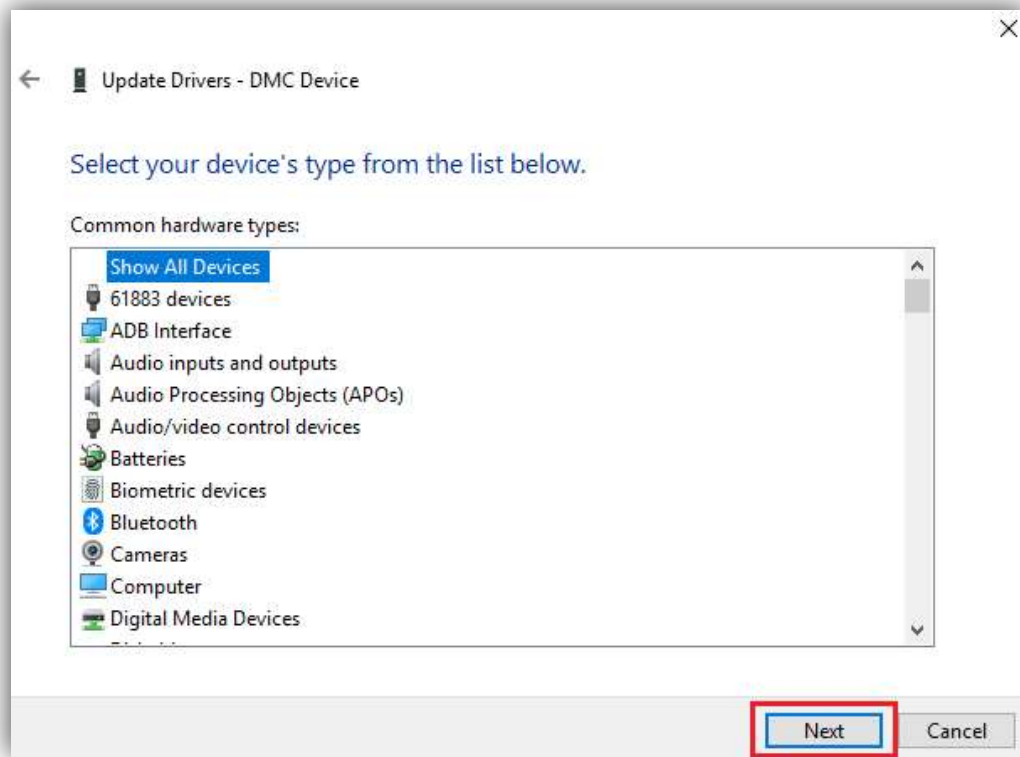 Update Drivers - DMC Device
Select your device's type from the list below.
Common hardware types:
Show All Devices
61883 devices
ADB Interface
Audio inputs and outputs
Audio Processing Objects (APOs)
Audio/video control devices
Batteries
Biometric devices
Bluetooth
Cameras
Computer
Digital Media Devices
Next Cancel